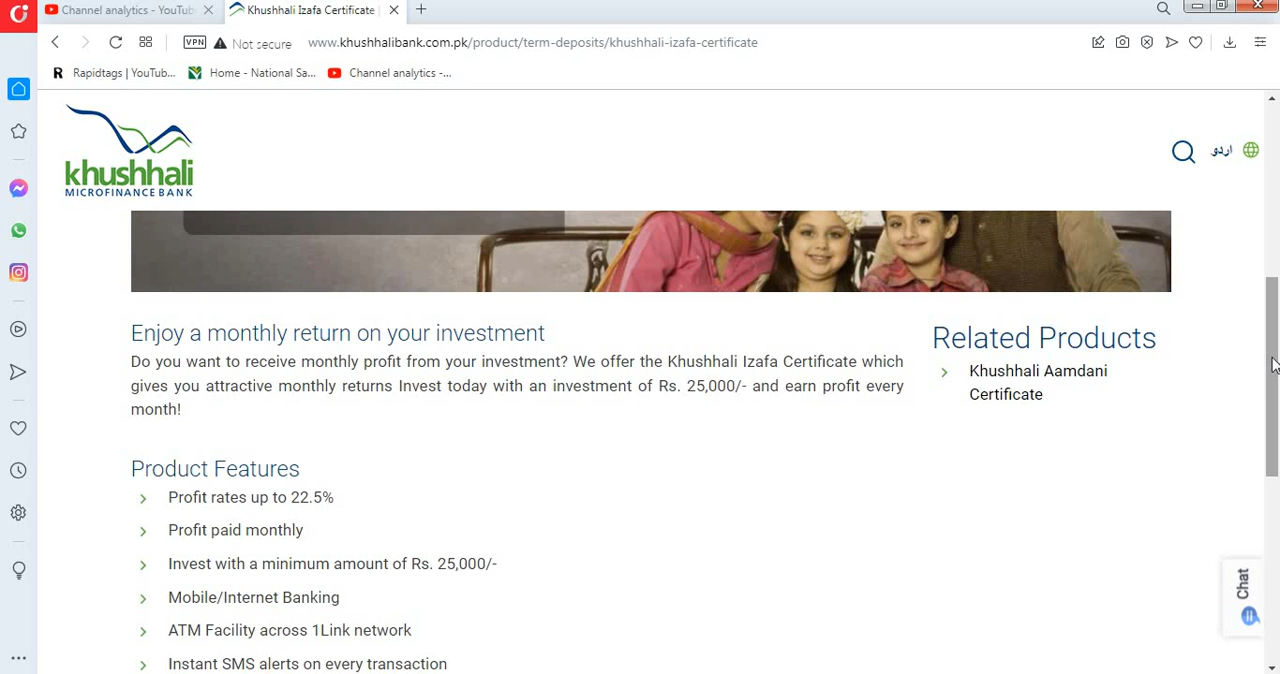 Channel analytics - YouTub
Khushhali Izafa Certificate
VPN
Not secure
www.khushhalibank.com.pk/product/term-deposits/khushhali-izafa-certificate
R Rapidtags | YouTub...
Home - National Sa...
Channel analytics -...
khushhali
MICROFINANCE BANK
اردو
Enjoy a monthly return on your investment
Do you want to receive monthly profit from your investment? We offer the Khushhali Izafa Certificate which
gives you attractive monthly returns Invest today with an investment of Rs. 25,000/- and earn profit every
month!
Related Products
Khushhali Aamdani
Certificate
Product Features
Profit rates up to 22.5%
Profit paid monthly
Invest with a minimum amount of Rs. 25,000/-
Mobile/Internet Banking
ATM Facility across 1Link network
Instant SMS alerts on every transaction
Chat